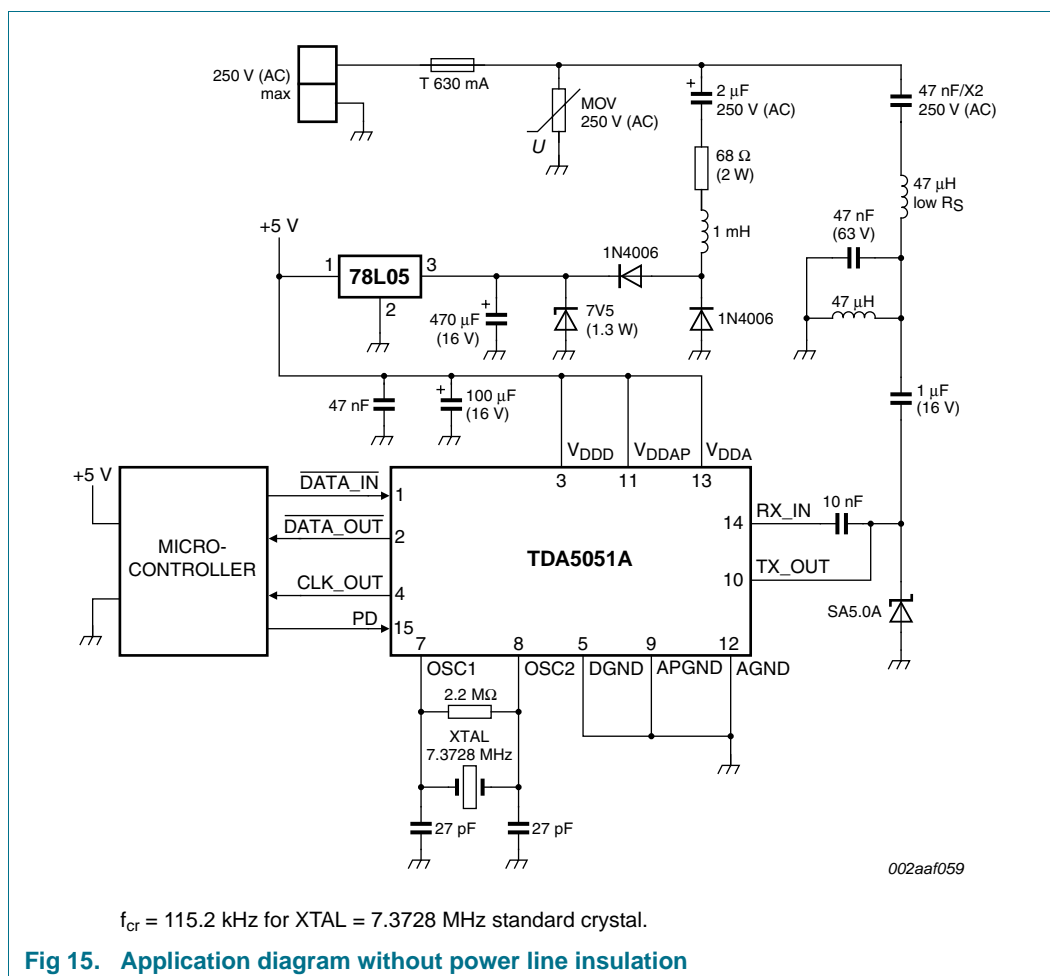 250 V (AC)
max
T 630 mA
MOV
250 V (AC)
U
+
2 μF
250 V (AC)
47 nF/X2
250 V (AC)
68 Ω
(2 W)
47 μH
low RS
1 mH
47 nF
(63 V)
+5 V
1
78L05
3
2
1N4006
+
470 μF
(16 V)
7V5
(1.3 W)
1N4006
47 μH
47 nF
+
100 μF
(16 V)
1 μF
(16 V)
VDDD
VDDAP
VDDA
3
11
13
+5 V
MICRO-
CONTROLLER
DATA_IN
1
DATA_OUT
2
CLK_OUT
4
PD
15
TDA5051A
14
RX_IN
10 nF
10
TX_OUT
SA5.0A
7
8
5
9
12
OSC1
OSC2
DGND
APGND
AGND
2.2 MΩ
XTAL
7.3728 MHz
27 pF
27 pF
002aaf059
fcr = 115.2 kHz for XTAL = 7.3728 MHz standard crystal.
Fig 15. Application diagram without power line insulation